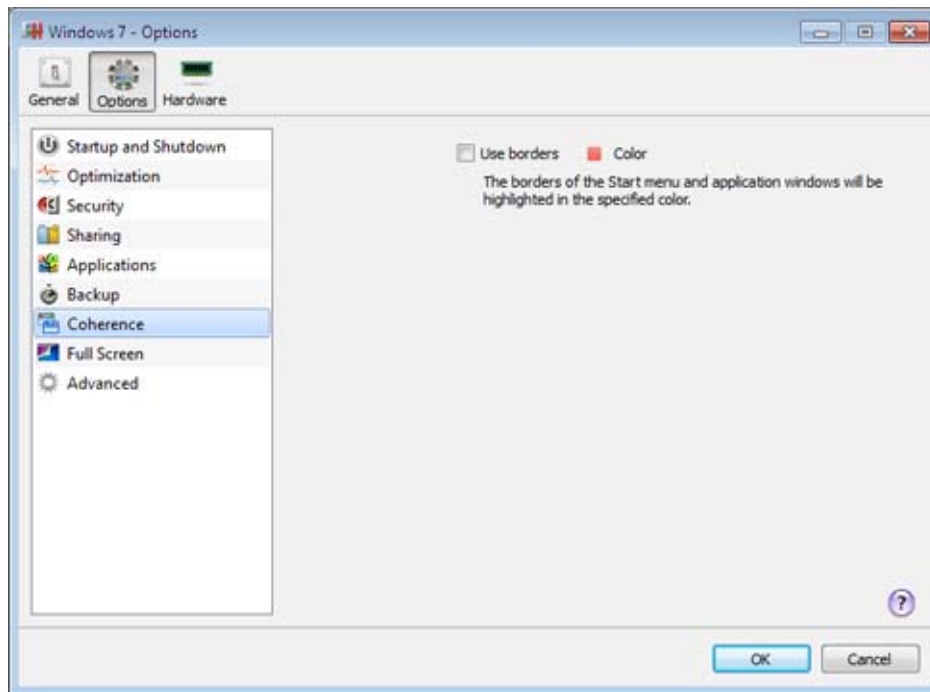 Windows 7 - Options
General Options Hardware
Startup and Shutdown
Optimization
Security
Sharing
Applications
Backup
Coherence
Full Screen
Advanced
Use borders Color
The borders of the Start menu and application windows will be
highlighted in the specified color.
?
OK Cancel